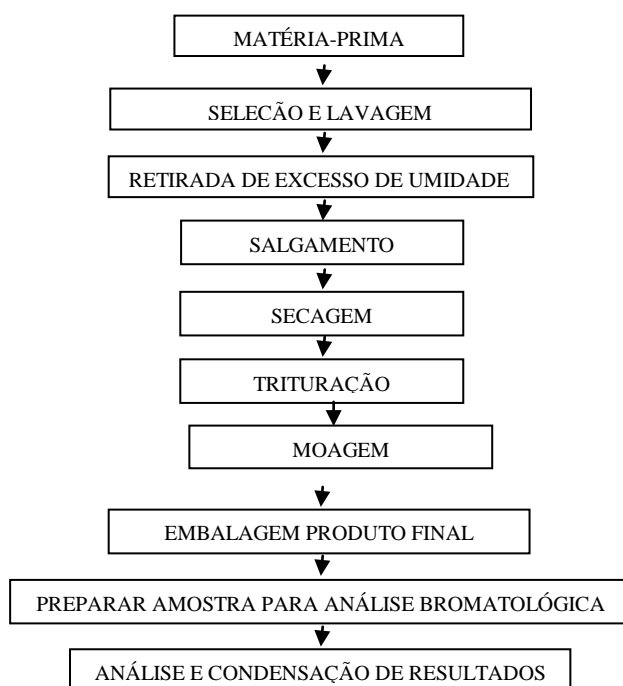 MATÉRIA-PRIMA
SELECÃO E LAVAGEM
RETIRADA DE EXCESSO DE UMIDADE
SALGAMENTO
SECAGEM
TRITURAÇÃO
MOAGEM
EMBALAGEM PRODUTO FINAL
PREPARAR AMOSTRA PARA ANÁLISE BROMATOLÓGICA
ANÁLISE E CONDENSAÇÃO DE RESULTADOS